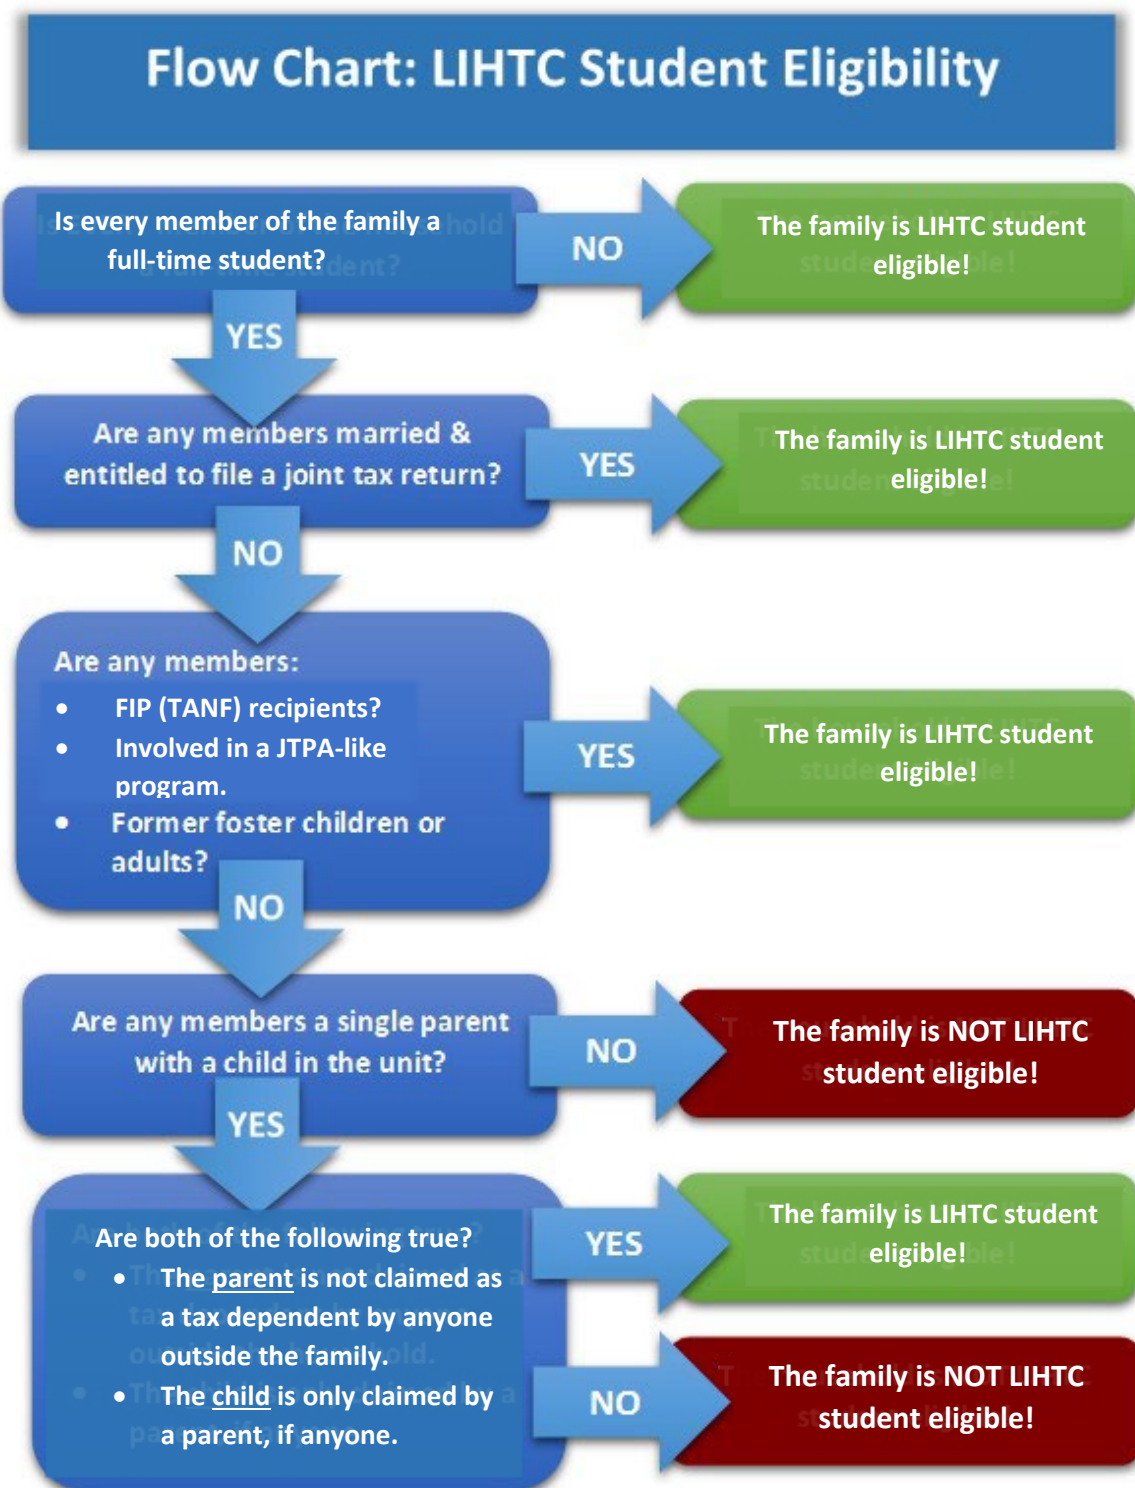 Flow Chart: LIHTC Student Eligibility
Is every member of the family a
full-time student?
NO
The family is LIHTC student
eligible!
YES
Are any members married &
entitled to file a joint tax return?
YES
The family is LIHTC student
eligible!
NO
Are any members:
• FIP (TANF) recipients?
• Involved in a JTPA-like
program.
• Former foster children or
adults?
YES
The family is LIHTC student
eligible!
NO
Are any members a single parent
with a child in the unit?
NO
The family is NOT LIHTC
student eligible!
YES
Are both of the following true?
• The parent is not claimed as
a tax dependent by anyone
outside the family.
• The child is only claimed by
a parent, if anyone.
YES
The family is LIHTC student
eligible!
NO
The family is NOT LIHTC
student eligible!